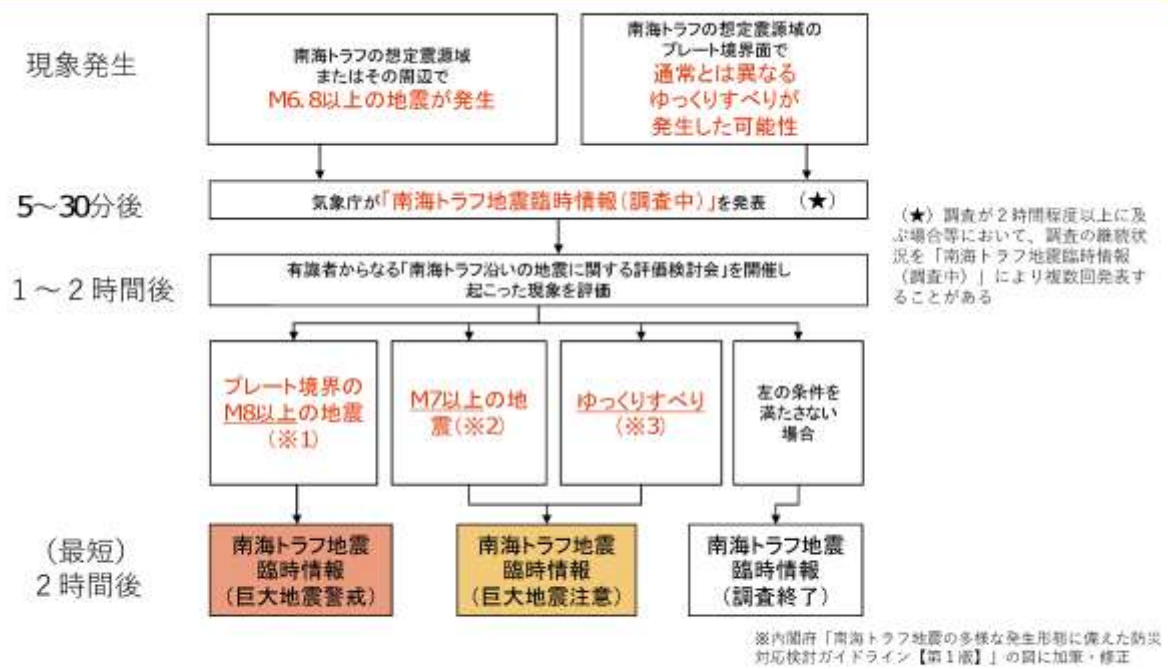 現象発生
南海トラフの想定震源域
またはその周辺で
M6.8以上の地震が発生
南海トラフの想定震源域の
プレート境界面で
通常とは異なる
ゆっくりすべりが
発生した可能性
5～30分後
気象庁が「南海トラフ地震臨時情報(調査中)」を発表　(★)
（★）調査が２時間程度以上に及
ぶ場合等において、調査の継続状
況を「南海トラフ地震臨時情報
（調査中）」により複数回発表す
ることがある
１～２時間後
有識者からなる「南海トラフ沿いの地震に関する評価検討会」を開催し
起こった現象を評価
プレート境界の
M8以上の地震
(※1)
M7以上の地
震(※2)
ゆっくりすべり
(※3)
左の条件を
満たさない
場合
（最短）
２時間後
南海トラフ地震
臨時情報
(巨大地震警戒)
南海トラフ地震
臨時情報
(巨大地震注意)
南海トラフ地震
臨時情報
(調査終了)
※内閣府「南海トラフ地震の多様な発生形態に備えた防災
対応検討ガイドライン【第１版】」の図に加筆・修正